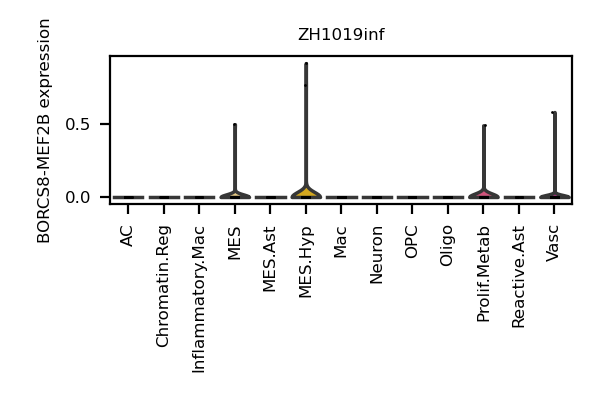 ZH1019inf
BORCS8-MEF2B expression
0.5
0.0
AC
Chromatin.Reg
Inflammatory.Mac
MES
MES.Ast
MES.Hyp
Mac
Neuron
OPC
Oligo
Prolif.Metab
Reactive.Ast
Vasc